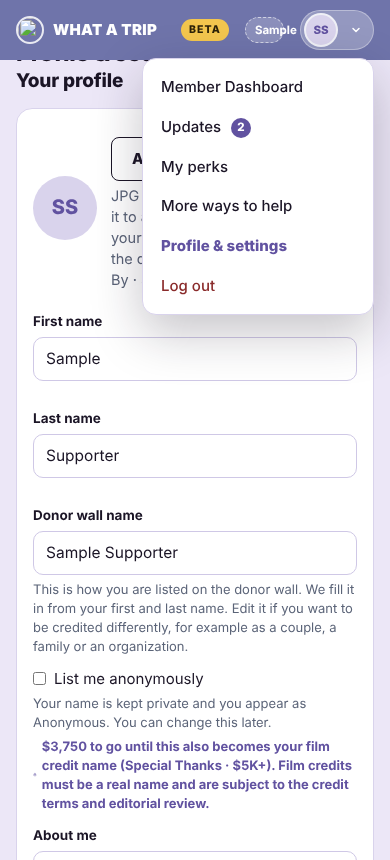 WHAT A TRIP
BETA
Sample
SS
Member Dashboard
Updates 2
My perks
More ways to help
Profile & settings
Log out
Your profile
SS
A
JPG
it to
your
the
By ·
First name
Sample
Last name
Supporter
Donor wall name
Sample Supporter
This is how you are listed on the donor wall. We fill it
in from your first and last name. Edit it if you want to
be credited differently, for example as a couple, a
family or an organization.
List me anonymously
Your name is kept private and you appear as
Anonymous. You can change this later.
$3,750 to go until this also becomes your film
credit name (Special Thanks · $5K+). Film credits
must be a real name and are subject to the credit
terms and editorial review.
About me